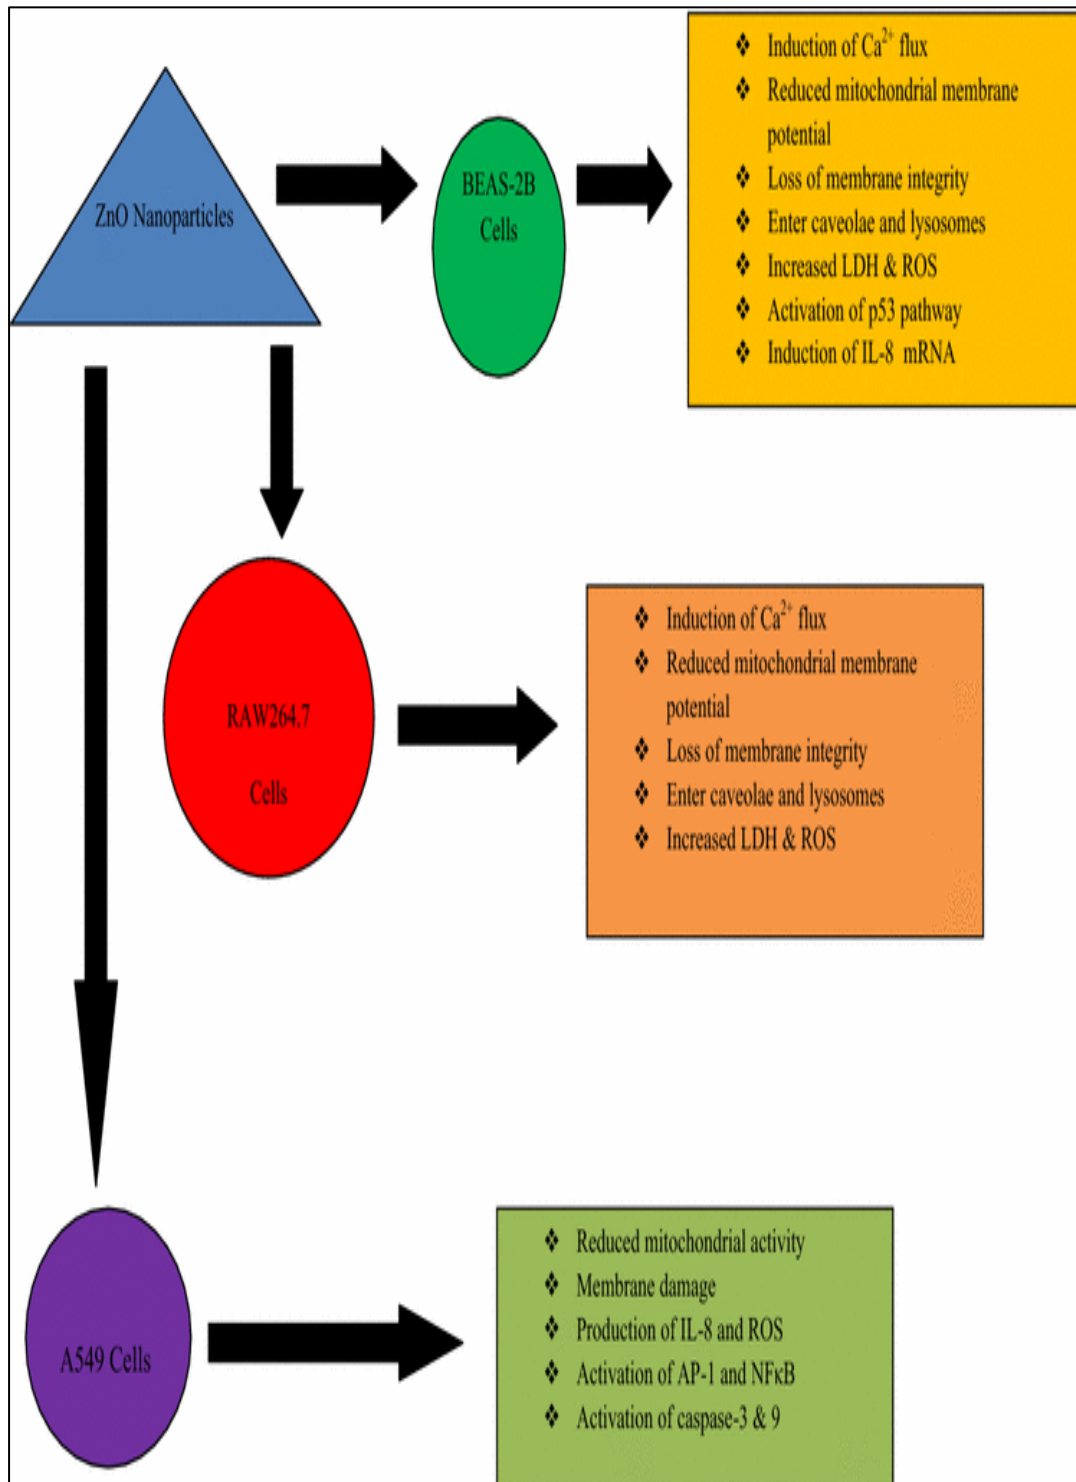 ZnO Nanoparticles
BEAS-2B
Cells
❖ Induction of Ca²⁺ flux
❖ Reduced mitochondrial membrane
potential
❖ Loss of membrane integrity
❖ Enter caveolae and lysosomes
❖ Increased LDH & ROS
❖ Activation of p53 pathway
❖ Induction of IL-8 mRNA
RAW264.7
Cells
❖ Induction of Ca²⁺ flux
❖ Reduced mitochondrial membrane
potential
❖ Loss of membrane integrity
❖ Enter caveolae and lysosomes
❖ Increased LDH & ROS
A549 Cells
❖ Reduced mitochondrial activity
❖ Membrane damage
❖ Production of IL-8 and ROS
❖ Activation of AP-1 and NFκB
❖ Activation of caspase-3 & 9